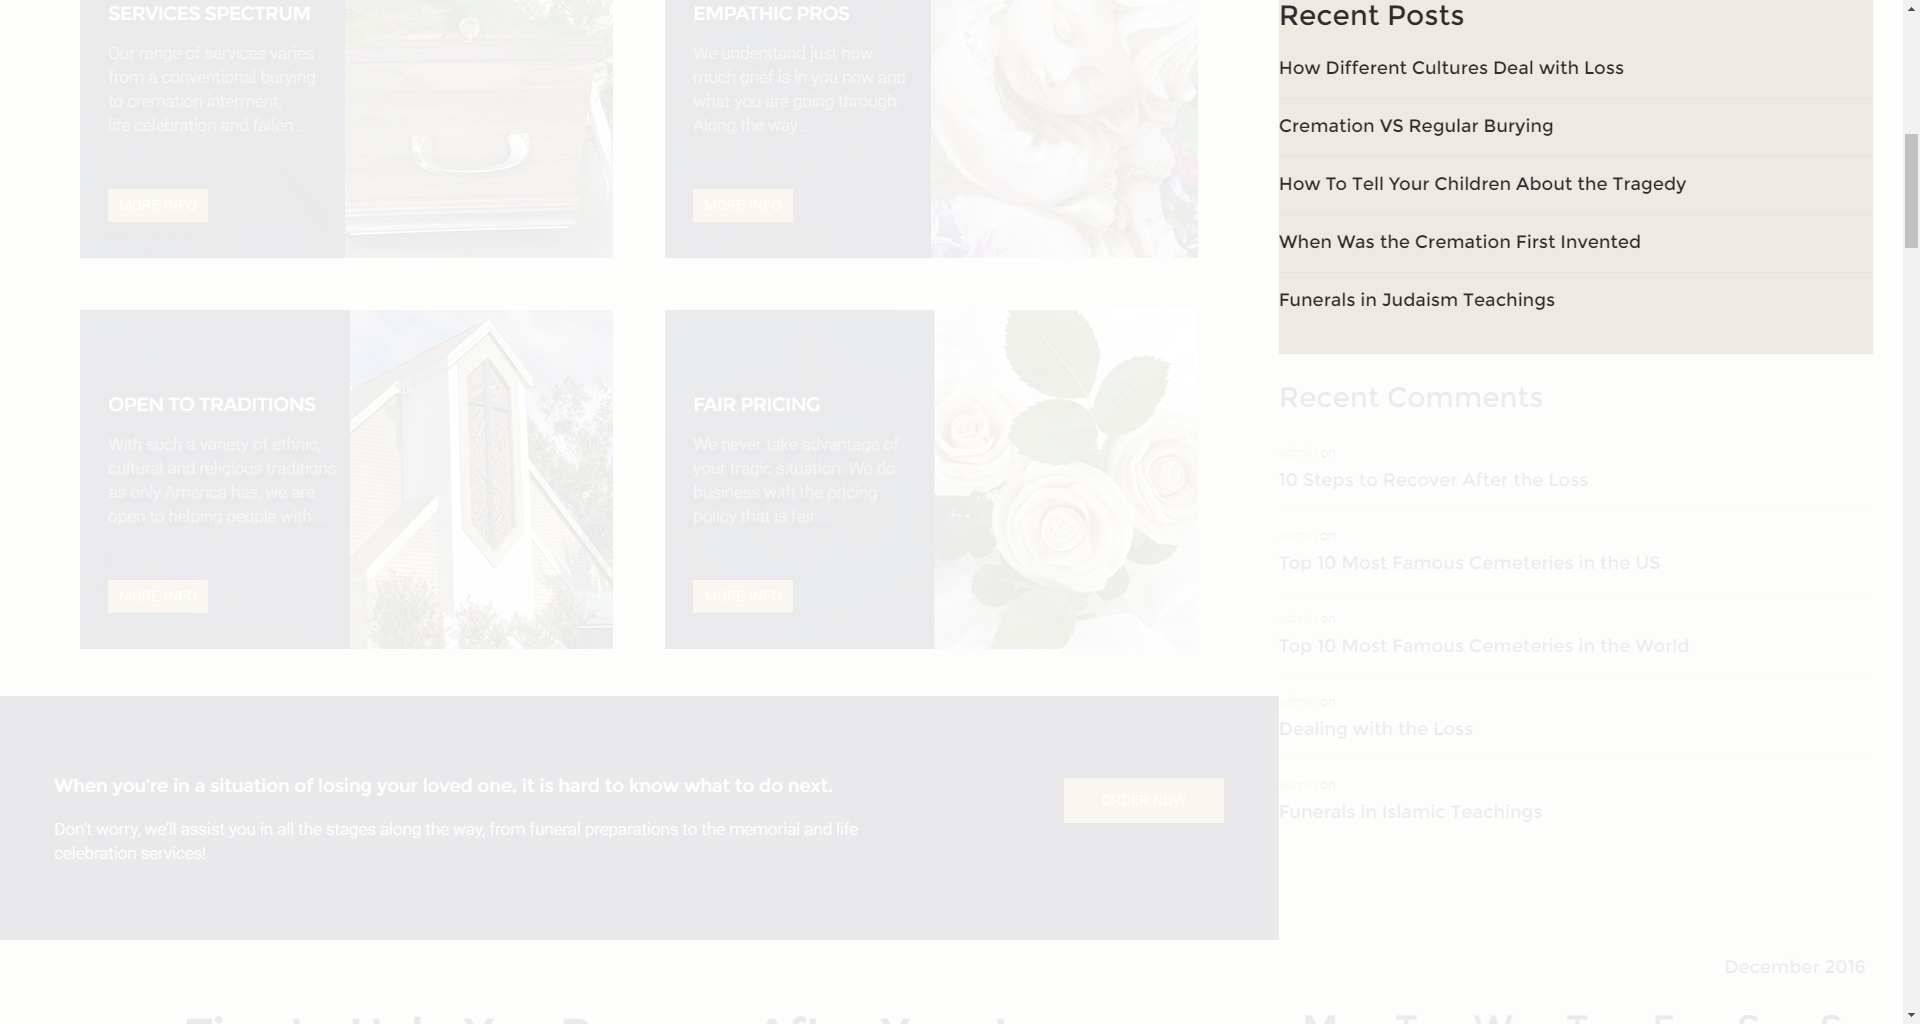 SERVICES SPECTRUM
Our range of services varies
from a conventional burying
to cremation interment,
life celebration and fallen...
MORE INFO
EMPATHIC PROS
We understand just how
much grief is in you now and
what you are going through.
Along the way...
MORE INFO
OPEN TO TRADITIONS
With such a variety of ethnic,
cultural and religious traditions
as only America has, we are
open to helping people with...
MORE INFO
FAIR PRICING
We never take advantage of
your tragic situation. We do
business with the pricing
policy that is fair...
MORE INFO
When you're in a situation of losing your loved one, it is hard to know what to do next.
Don't worry, we'll assist you in all the stages along the way, from funeral preparations to the memorial and life
celebration services!
ORDER NOW
Recent Posts
How Different Cultures Deal with Loss
Cremation VS Regular Burying
How To Tell Your Children About the Tragedy
When Was the Cremation First Invented
Funerals in Judaism Teachings
Recent Comments
admin on
10 Steps to Recover After the Loss
admin on
Top 10 Most Famous Cemeteries in the US
admin on
Top 10 Most Famous Cemeteries in the World
admin on
Dealing with the Loss
admin on
Funerals in Islamic Teachings
December 2016
M T W T F S S